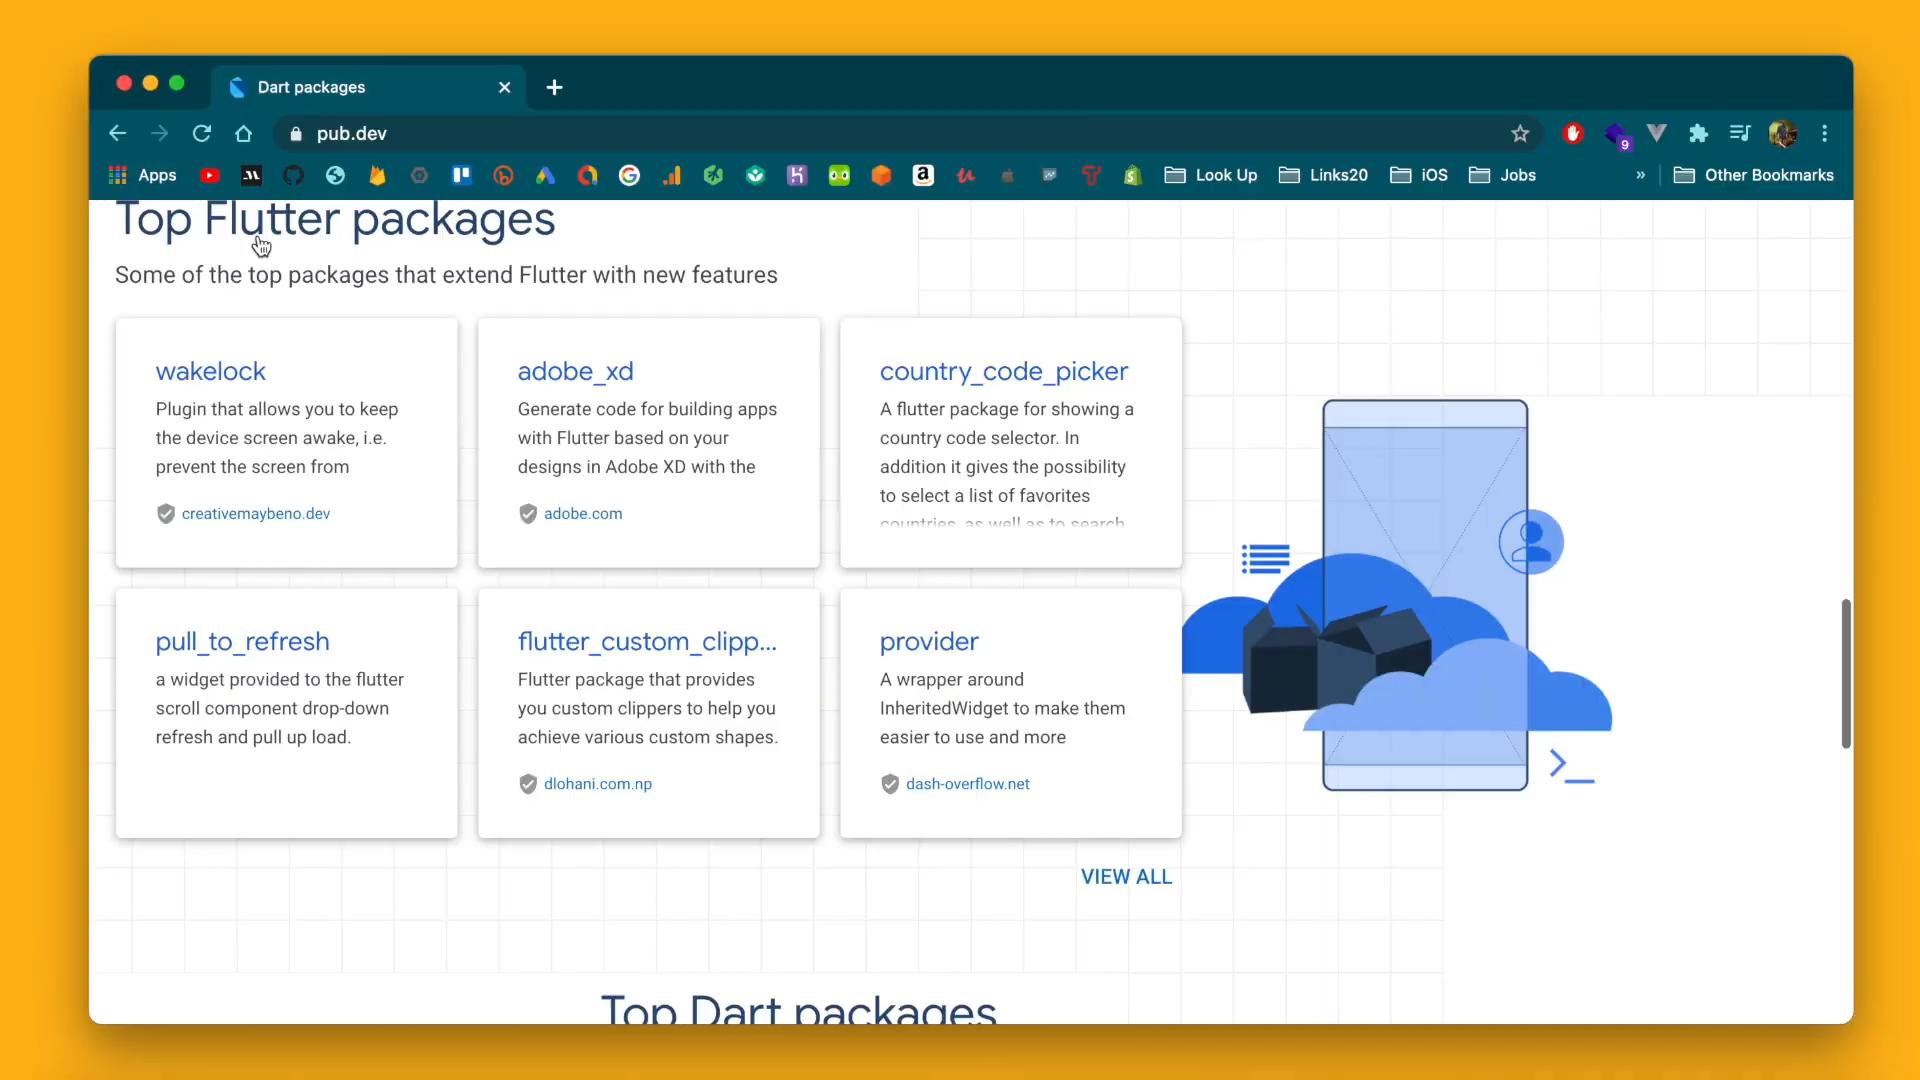 Dart packages
pub.dev
9
Apps
Look Up
Links20
iOS
Jobs
»
Other Bookmarks
Top Flutter packages
Some of the top packages that extend Flutter with new features
wakelock
Plugin that allows you to keep
the device screen awake, i.e.
prevent the screen from
creativemaybeno.dev
adobe_xd
Generate code for building apps
with Flutter based on your
designs in Adobe XD with the
adobe.com
country_code_picker
A flutter package for showing a
country code selector. In
addition it gives the possibility
to select a list of favorites
countries, as well as to search
pull_to_refresh
a widget provided to the flutter
scroll component drop-down
refresh and pull up load.
flutter_custom_clipp...
Flutter package that provides
you custom clippers to help you
achieve various custom shapes.
dlohani.com.np
provider
A wrapper around
InheritedWidget to make them
easier to use and more
dash-overflow.net
VIEW ALL
Top Dart packages